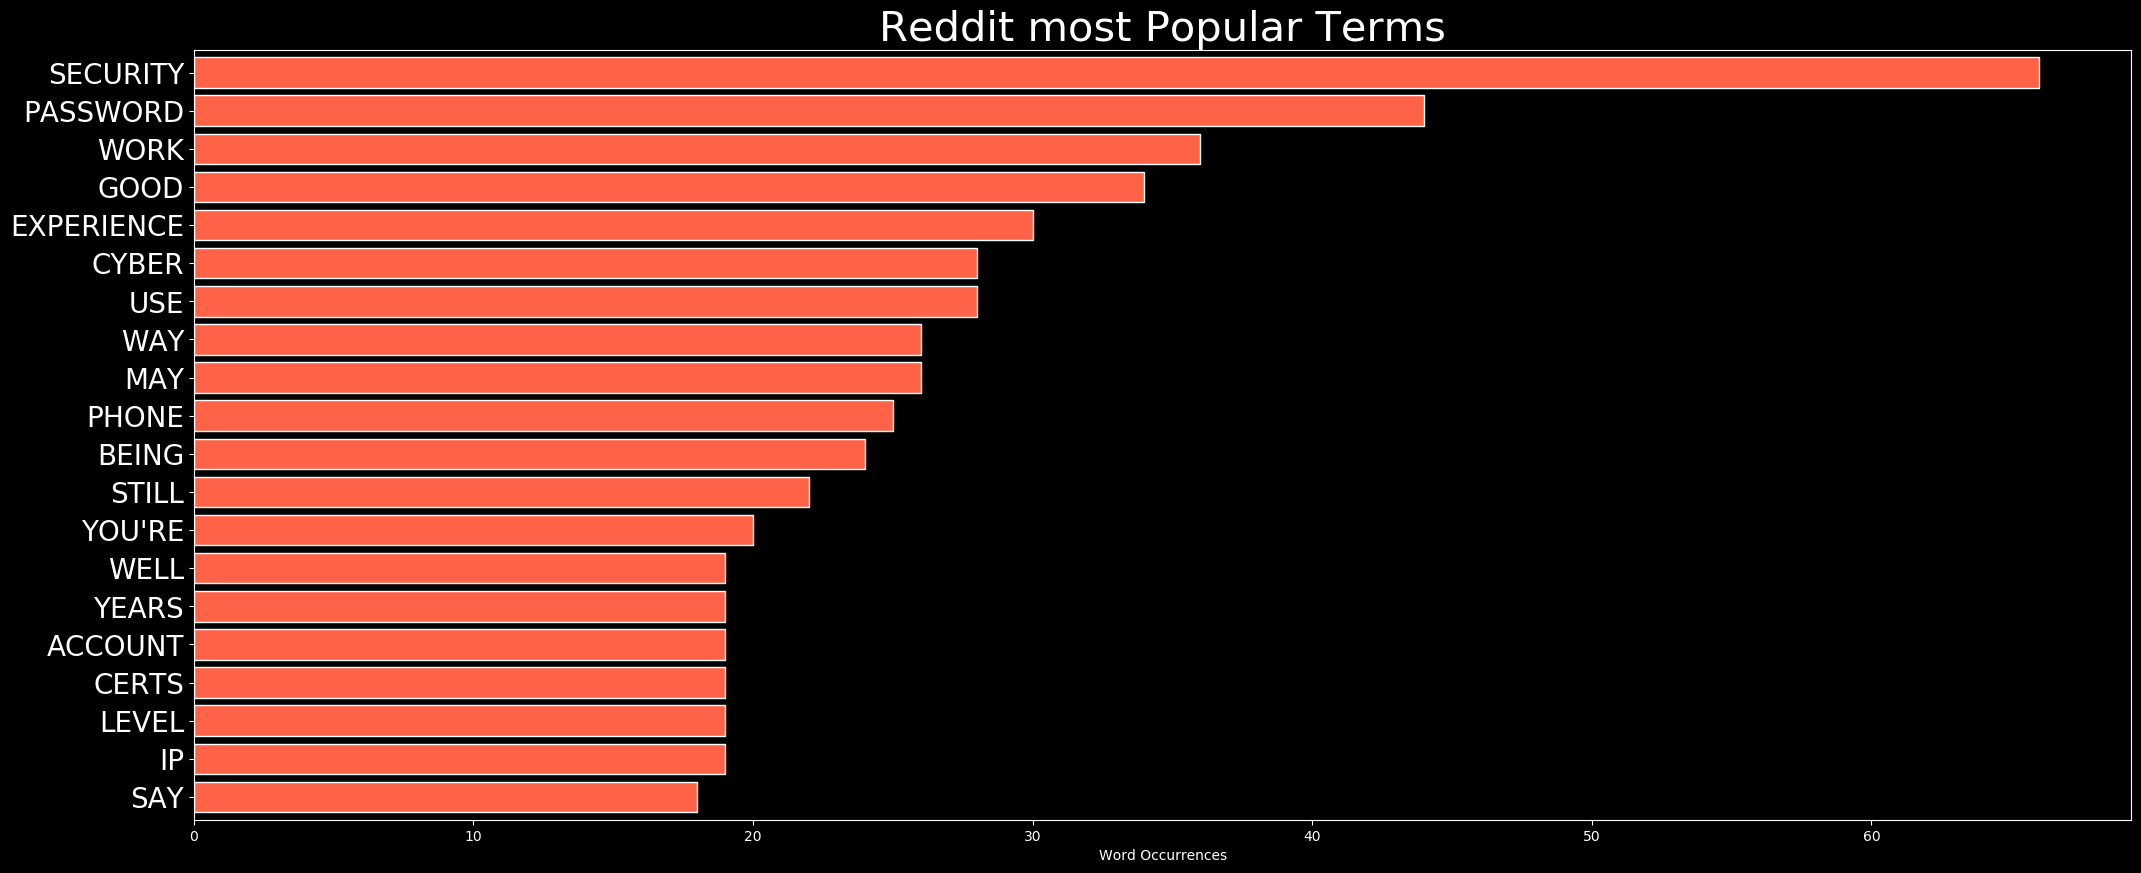 Reddit most Popular Terms
SECURITY
PASSWORD
WORK
GOOD
EXPERIENCE
CYBER
USE
WAY
MAY
PHONE
BEING
STILL
YOU'RE
WELL
YEARS
ACCOUNT
CERTS
LEVEL
IP
SAY
0 10 20 30 40 50 60
Word Occurrences